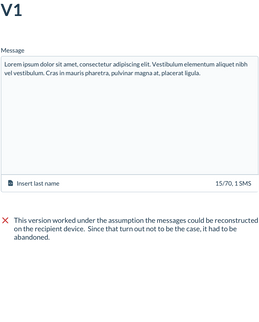 V1
Message
Lorem ipsum dolor sit amet, consectetur adipiscing elit. Vestibulum elementum aliquet nibh
vel vestibulum. Cras in mauris pharetra, pulvinar magna at, placerat ligula.
Insert last name
15/70, 1 SMS
This version worked under the assumption the messages could be reconstructed
on the recipient device. Since that turn out not to be the case, it had to be
abandoned.